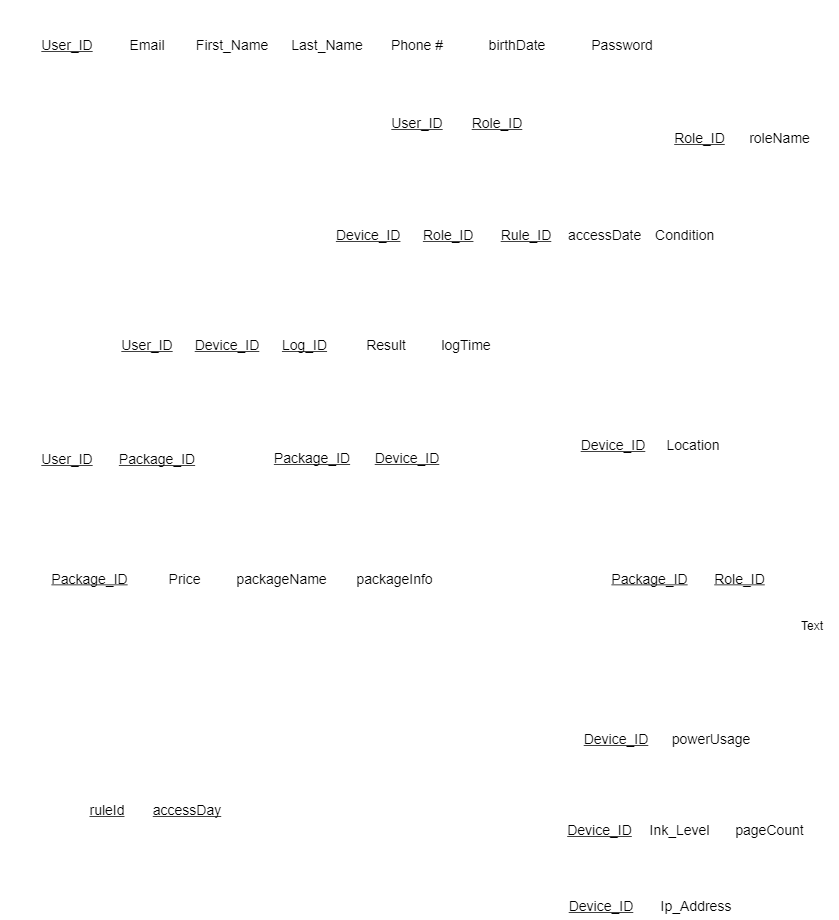 User_ID Email First_Name Last_Name Phone # birthDate Password
User_ID Role_ID
Role_ID roleName
Device_ID Role_ID Rule_ID accessDate Condition
User_ID Device_ID Log_ID Result logTime
Device_ID Location
User_ID Package_ID Package_ID Device_ID
Package_ID Price packageName packageInfo Package_ID Role_ID
Text
Device_ID powerUsage
ruleId accessDay
Device_ID Ink_Level pageCount
Device_ID Ip_Address